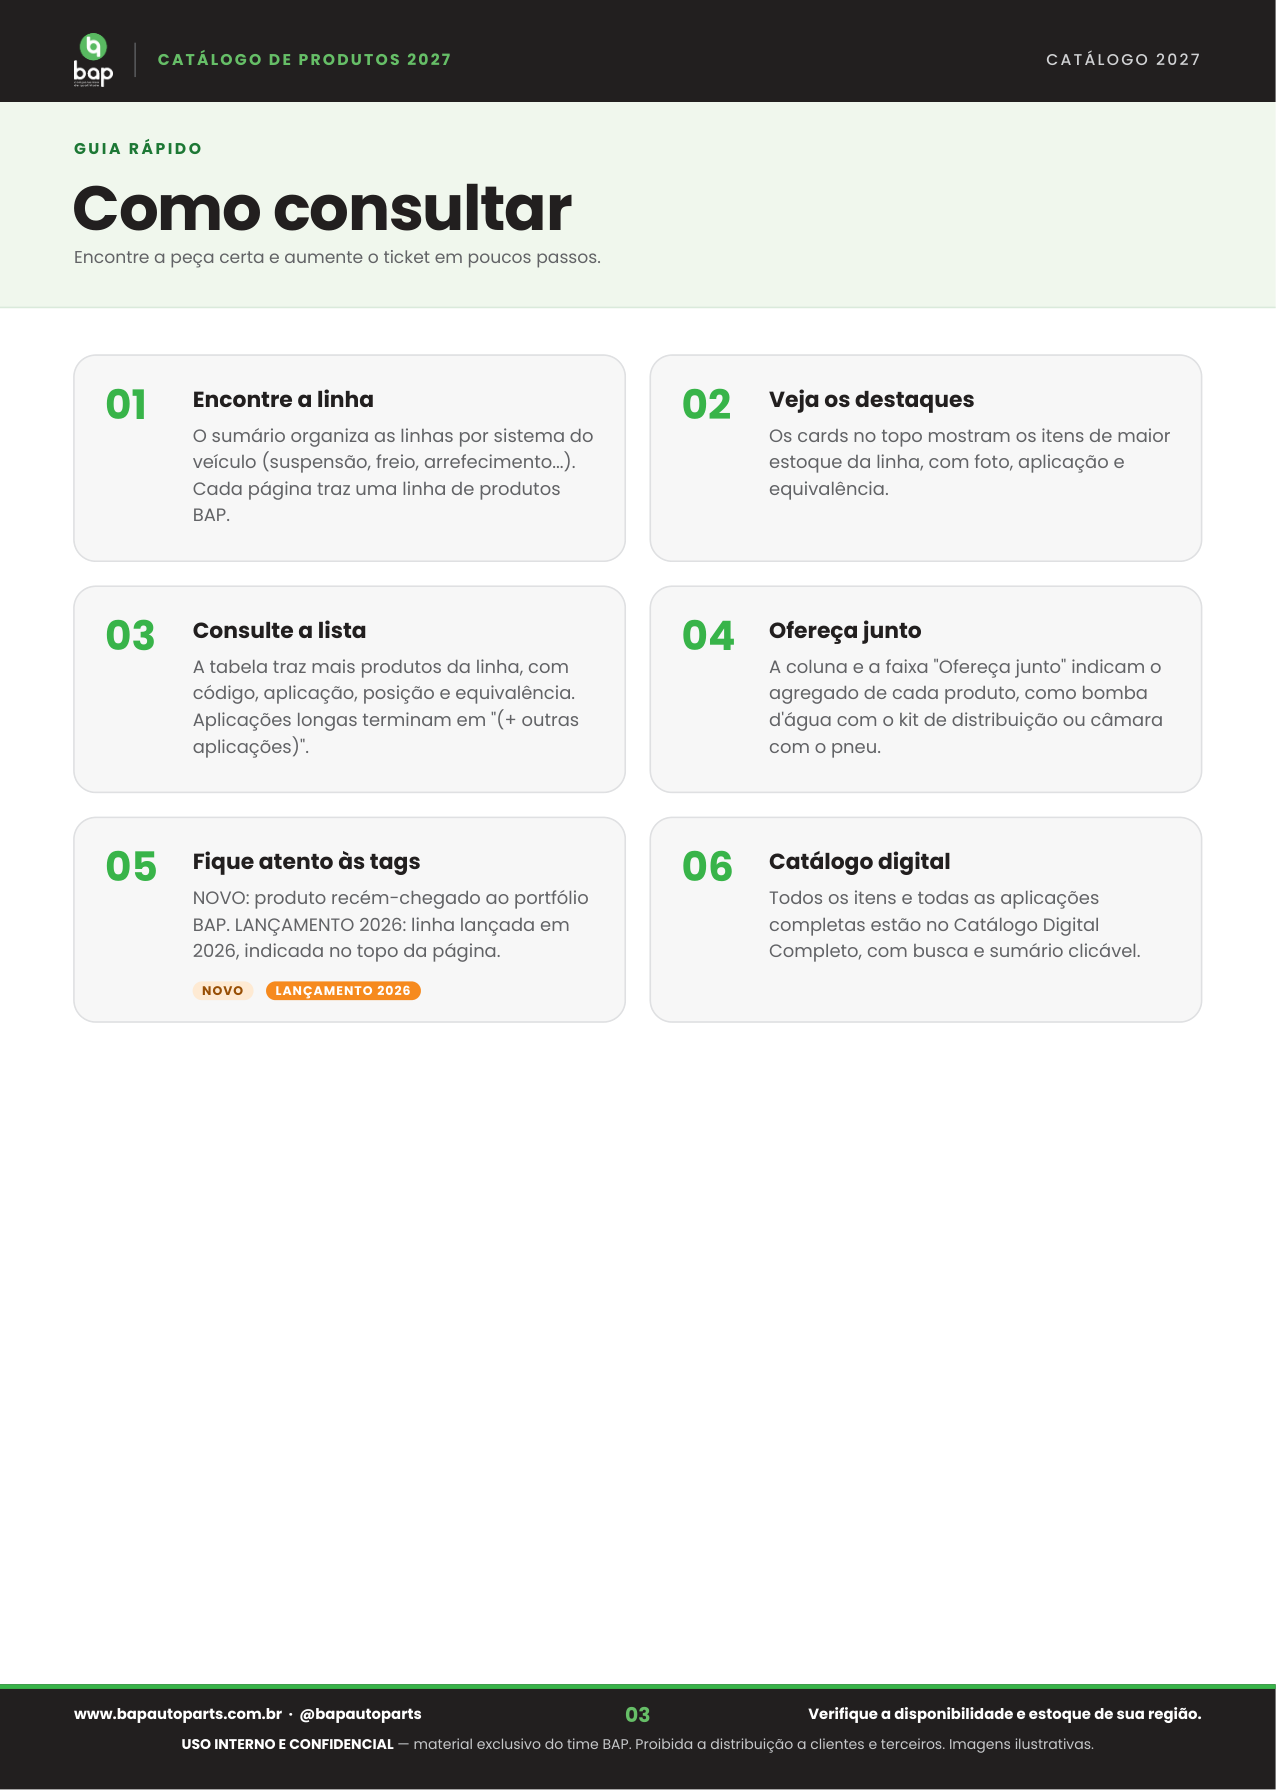 bap
CATÁLOGO DE PRODUTOS 2027
CATÁLOGO 2027
GUIA RÁPIDO
Como consultar
Encontre a peça certa e aumente o ticket em poucos passos.
01
Encontre a linha
O sumário organiza as linhas por sistema do
veículo (suspensão, freio, arrefecimento...).
Cada página traz uma linha de produtos
BAP.
02
Veja os destaques
Os cards no topo mostram os itens de maior
estoque da linha, com foto, aplicação e
equivalência.
03
Consulte a lista
A tabela traz mais produtos da linha, com
código, aplicação, posição e equivalência.
Aplicações longas terminam em "(+ outras
aplicações)".
04
Ofereça junto
A coluna e a faixa "Ofereça junto" indicam o
agregado de cada produto, como bomba
d'água com o kit de distribuição ou câmara
com o pneu.
05
Fique atento às tags
NOVO: produto recém-chegado ao portfólio
BAP. LANÇAMENTO 2026: linha lançada em
2026, indicada no topo da página.
NOVO LANÇAMENTO 2026
06
Catálogo digital
Todos os itens e todas as aplicações
completas estão no Catálogo Digital
Completo, com busca e sumário clicável.
www.bapautoparts.com.br · @bapautoparts
03
Verifique a disponibilidade e estoque de sua região.
USO INTERNO E CONFIDENCIAL — material exclusivo do time BAP. Proibida a distribuição a clientes e terceiros. Imagens ilustrativas.